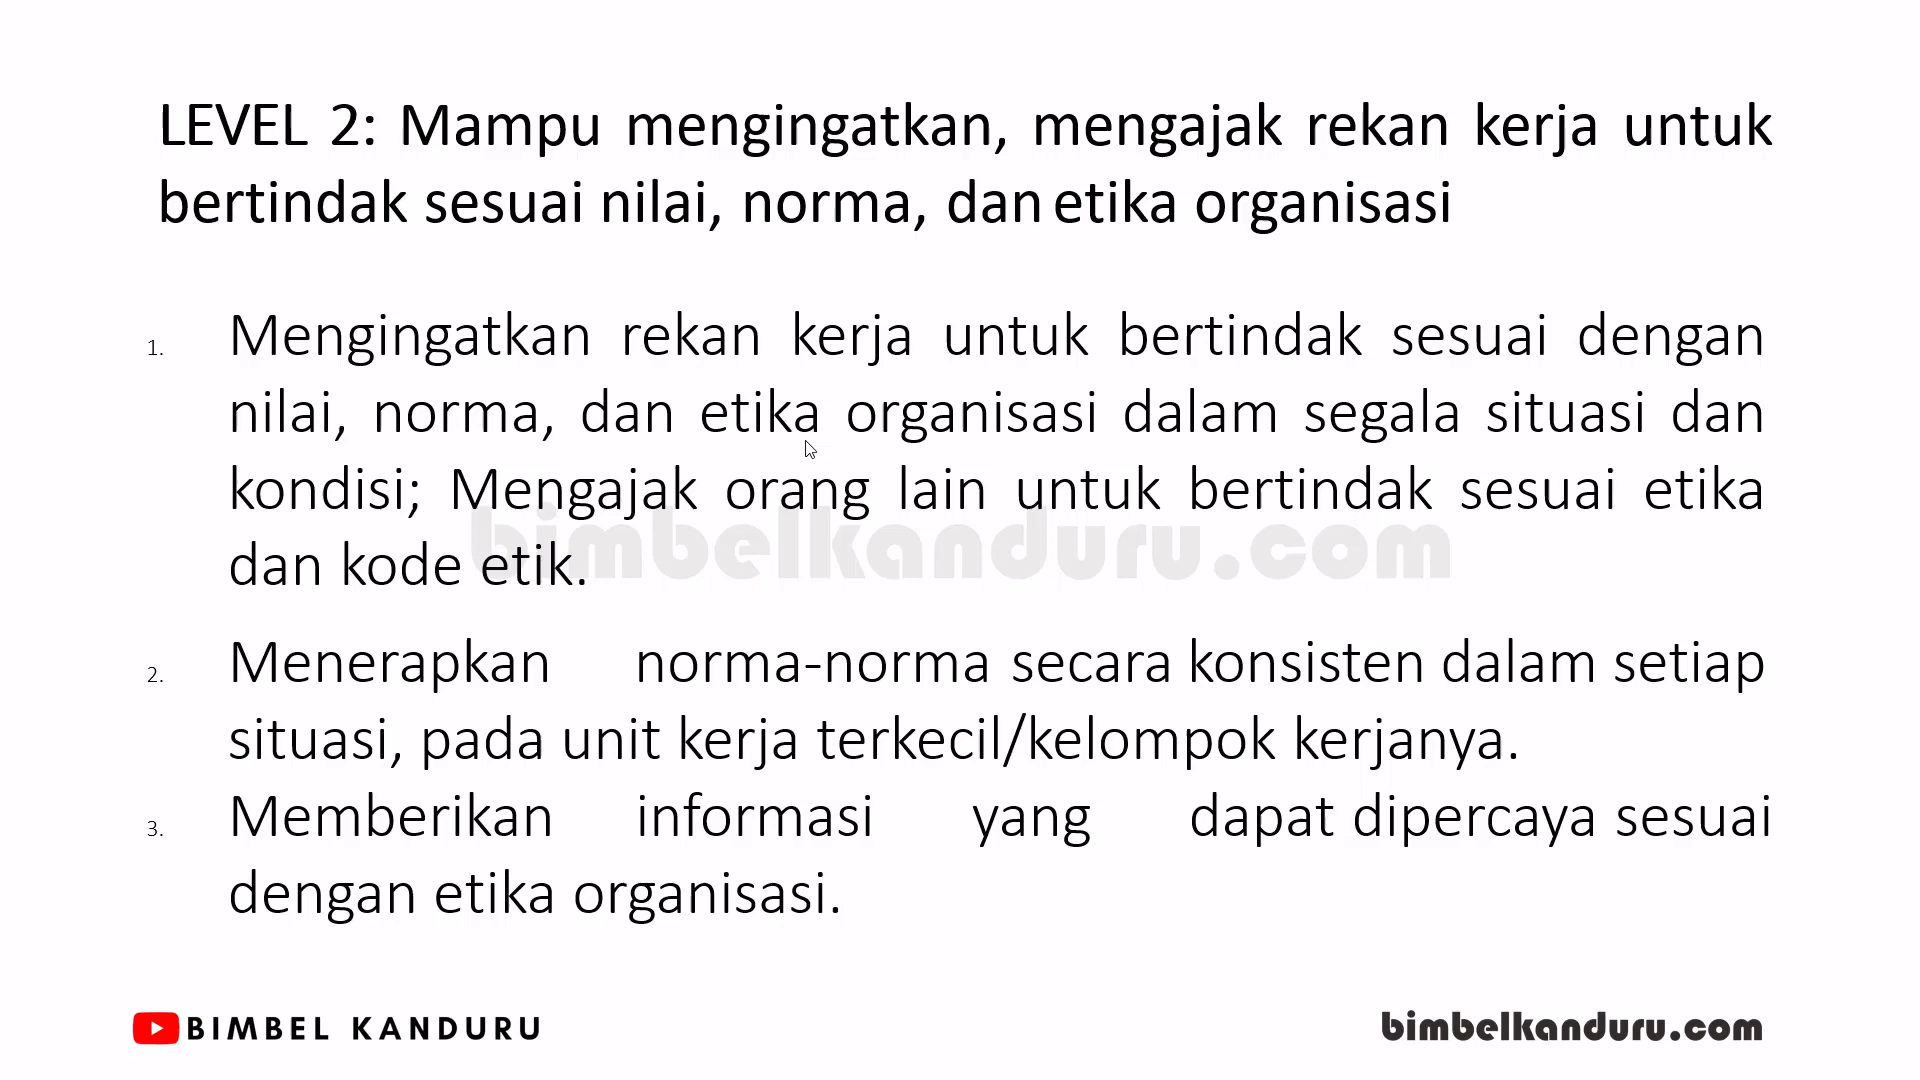 LEVEL 2: Mampu mengingatkan, mengajak rekan kerja untuk
bertindak sesuai nilai, norma, dan etika organisasi
1. Mengingatkan rekan kerja untuk bertindak sesuai dengan
nilai, norma, dan etika organisasi dalam segala situasi dan
kondisi; Mengajak orang lain untuk bertindak sesuai etika
dan kode etik.
bimbelkanduru.com
2. Menerapkan norma-norma secara konsisten dalam setiap
situasi, pada unit kerja terkecil/kelompok kerjanya.
3. Memberikan informasi yang dapat dipercaya sesuai
dengan etika organisasi.
BIMBEL KANDURU
bimbelkanduru.com